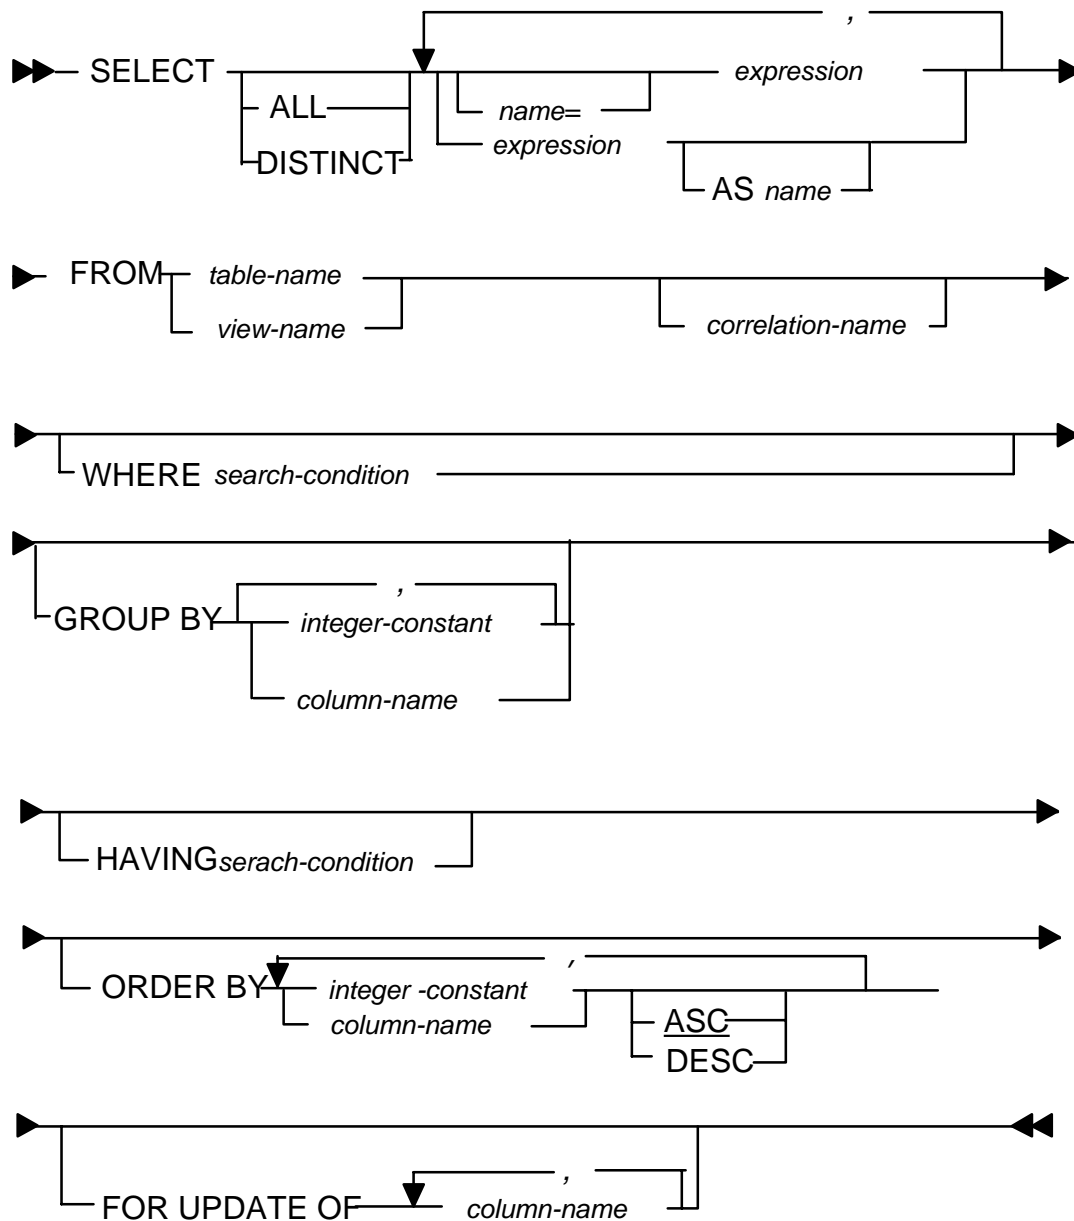 ,
SELECT expression
ALL name=
DISTINCT expression
AS name
FROM table-name
view-name correlation-name
WHERE search-condition
,
GROUP BY integer-constant
column-name
HAVING serach-condition
,
ORDER BY integer -constant
column-name ASC
DESC
,
FOR UPDATE OF column-name